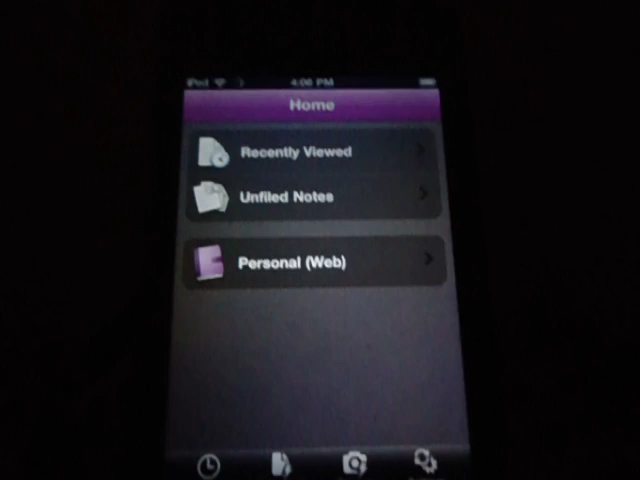 iPod 4:06 PM
Home
Recently Viewed
Unfiled Notes
Personal (Web)